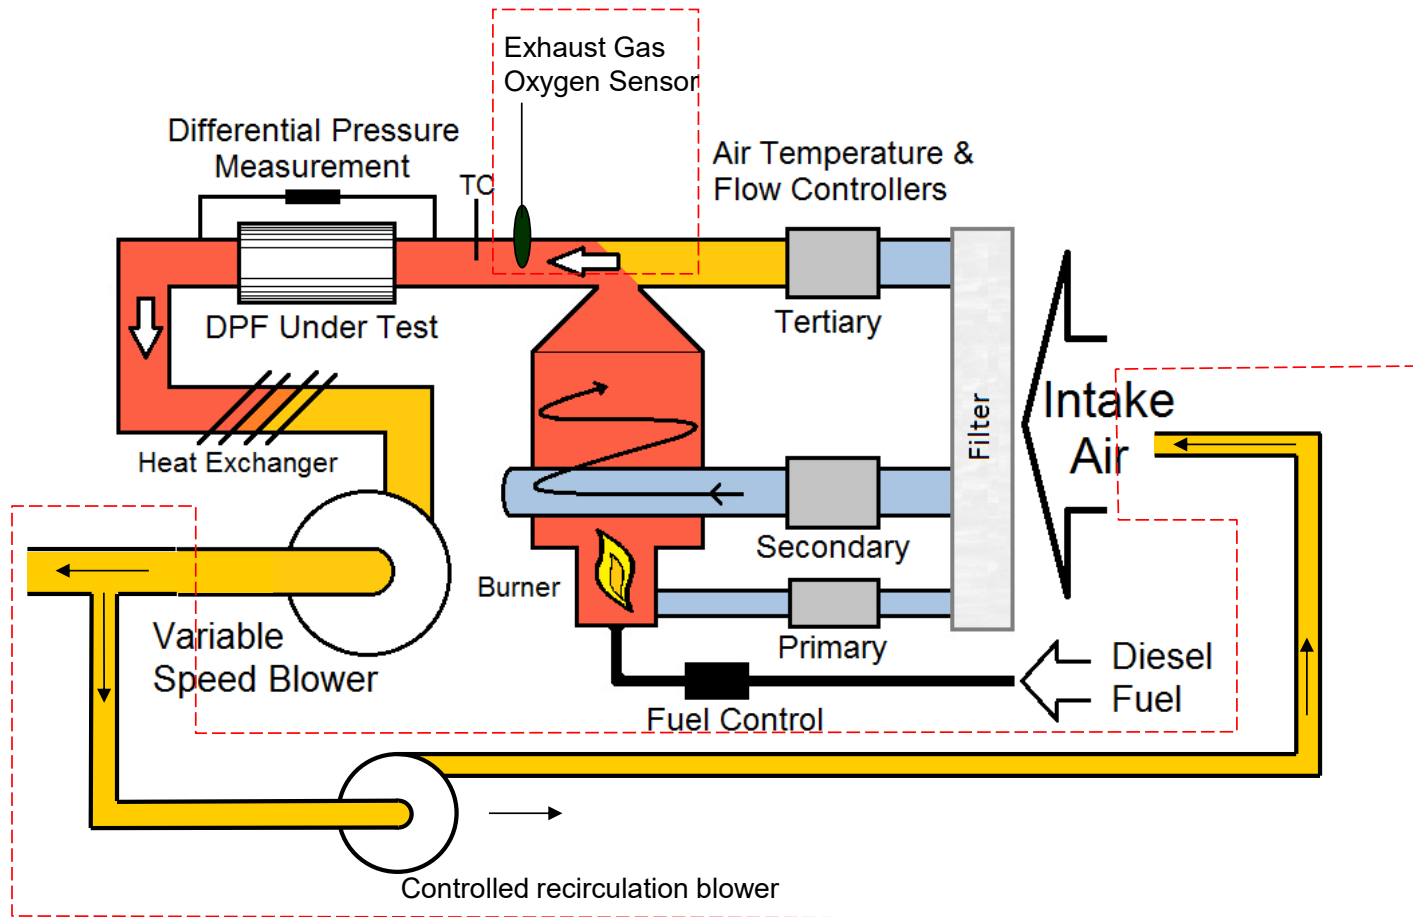 Exhaust Gas
Oxygen Sensor
Differential Pressure
Measurement
TC
Air Temperature &
Flow Controllers
DPF Under Test
Tertiary
Intake
Air
Filter
Heat Exchanger
Secondary
Burner
Primary
Variable
Speed Blower
Diesel
Fuel
Fuel Control
Controlled recirculation blower